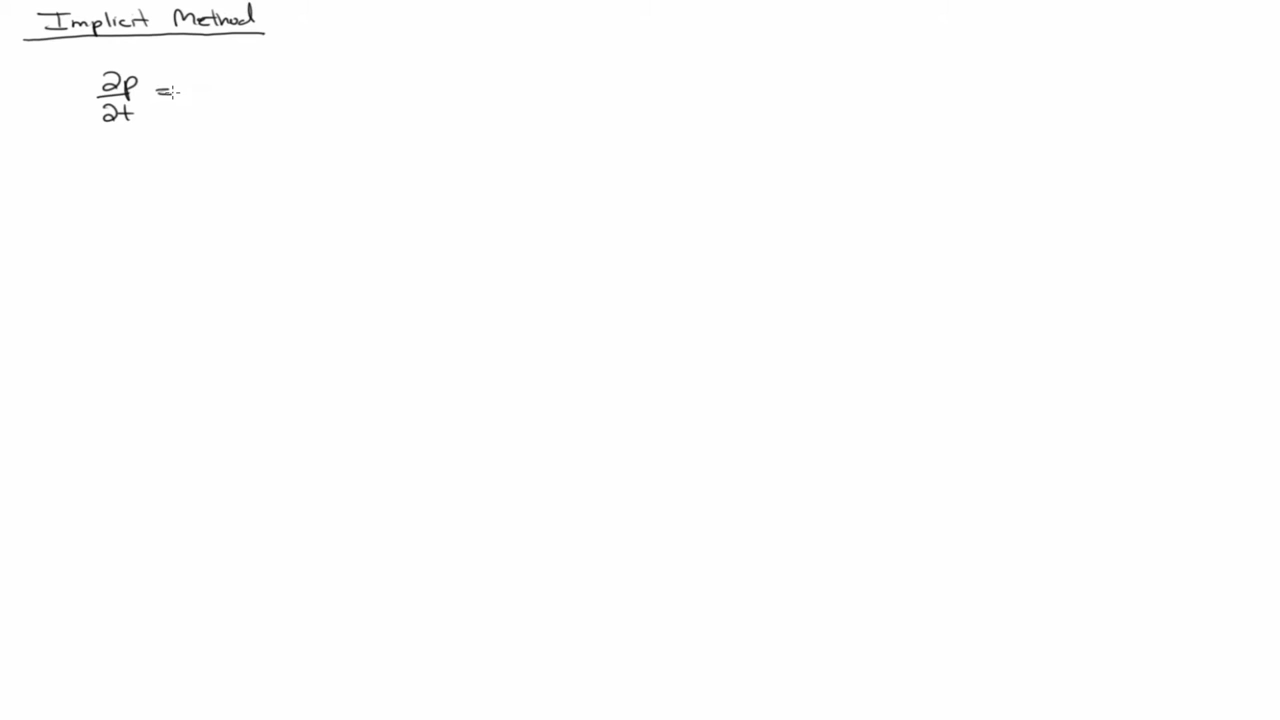 Implicit Method
∂p/∂t =